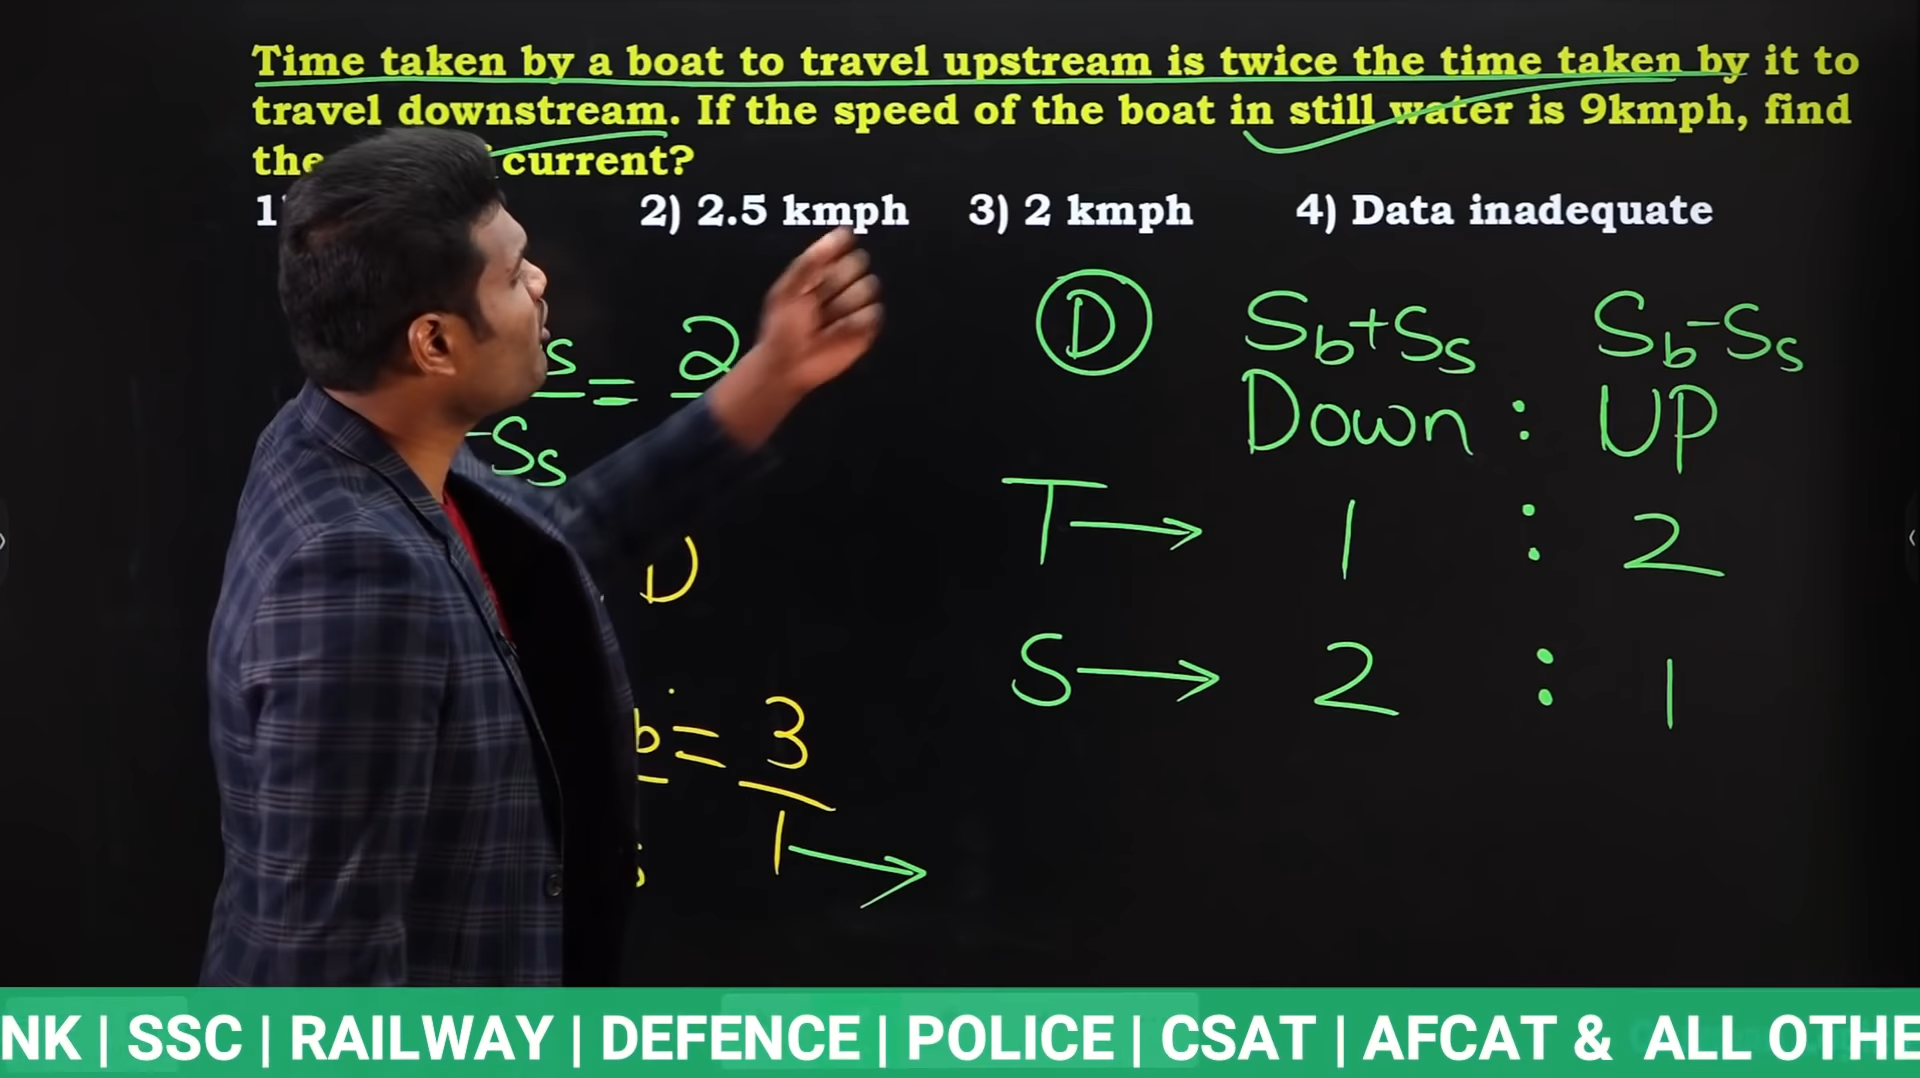 Time taken by a boat to travel upstream is twice the time taken by it to
travel downstream. If the speed of the boat in still water is 9kmph, find
the current?
1) 2) 2.5 kmph 3) 2 kmph 4) Data inadequate
D Sb+Ss Sb-Ss
Down : UP
s = 2
-Ss
T → 1 : 2
D
S → 2 : 1
b = 3
s 1 →
NK | SSC | RAILWAY | DEFENCE | POLICE | CSAT | AFCAT & ALL OTHE